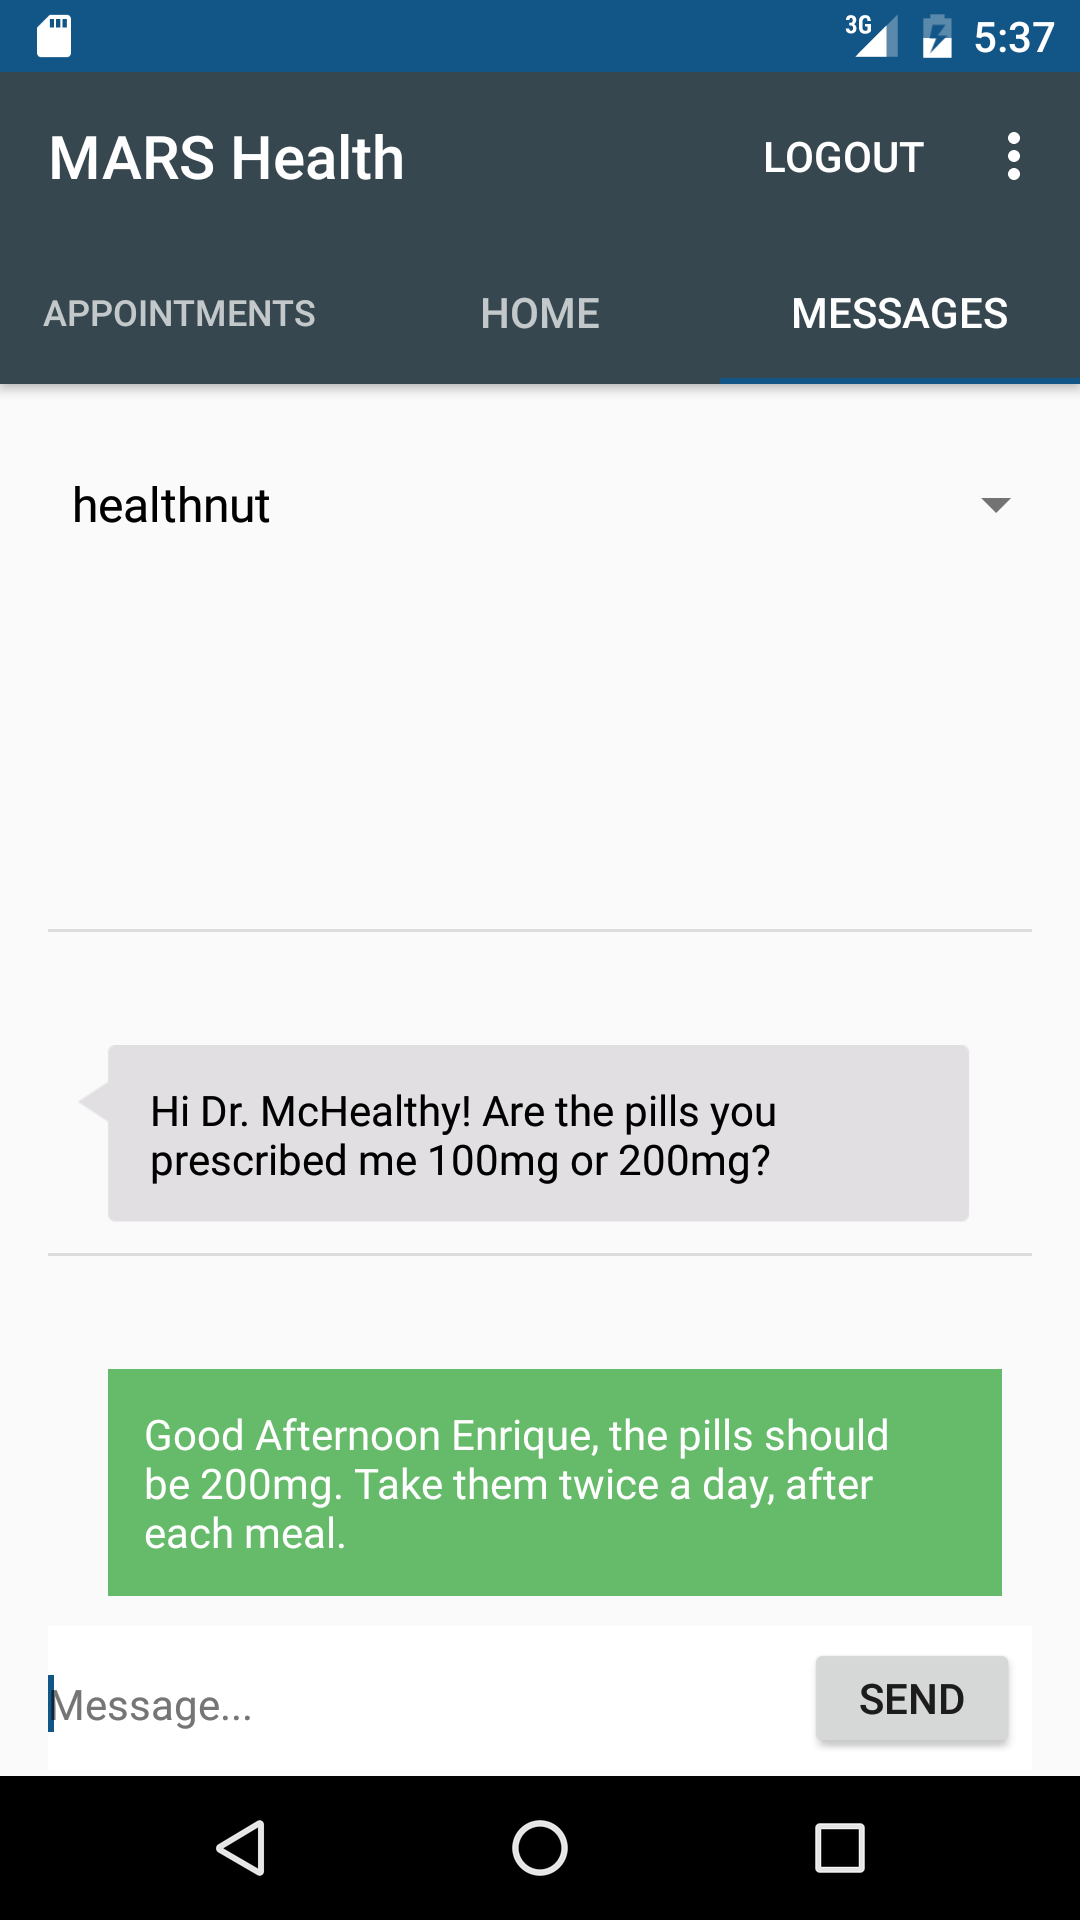 3G 5:37
MARS Health LOGOUT
APPOINTMENTS HOME MESSAGES
healthnut
Hi Dr. McHealthy! Are the pills you
prescribed me 100mg or 200mg?
Good Afternoon Enrique, the pills should
be 200mg. Take them twice a day, after
each meal.
Message... SEND